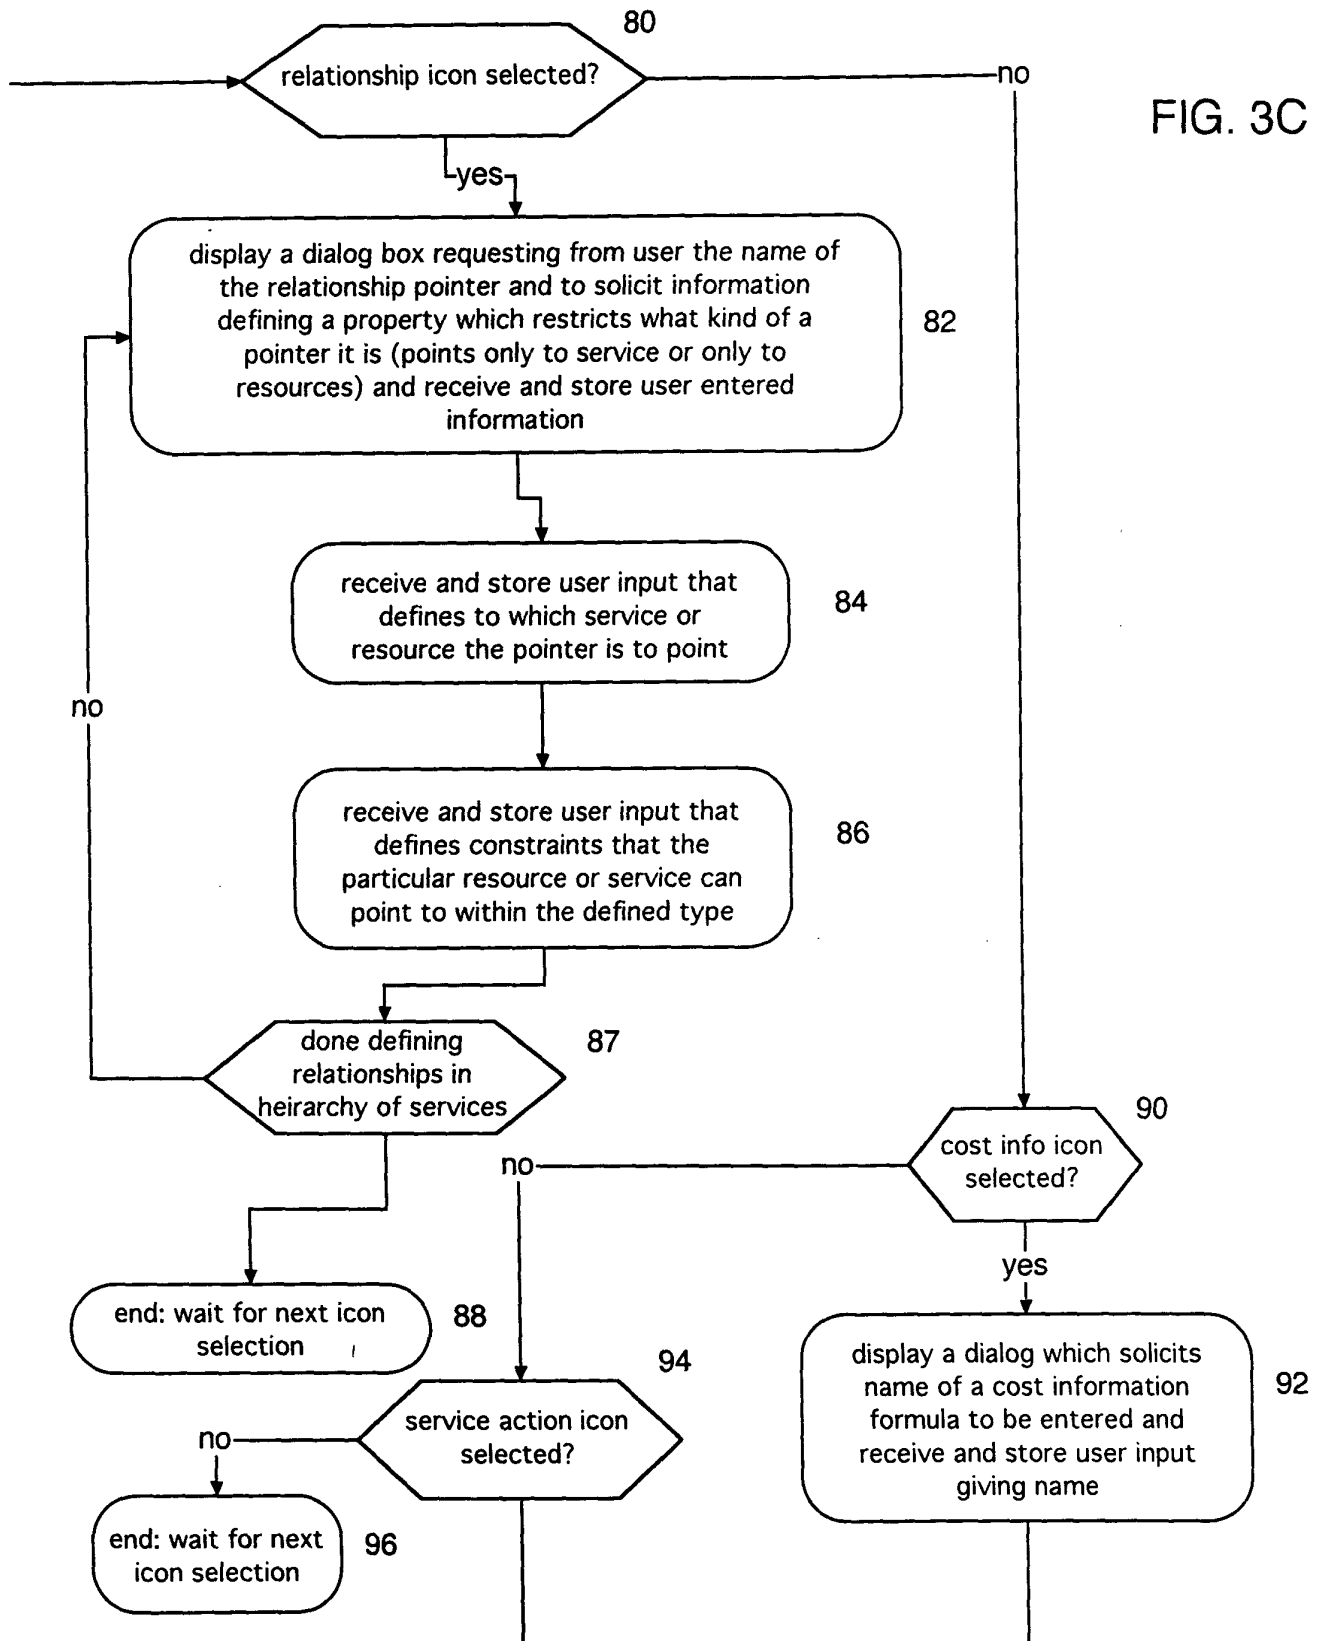 80
relationship icon selected?
no
FIG. 3C
yes
display a dialog box requesting from user the name of
the relationship pointer and to solicit information
defining a property which restricts what kind of a
pointer it is (points only to service or only to
resources) and receive and store user entered
information
82
receive and store user input that
defines to which service or
resource the pointer is to point
84
no
receive and store user input that
defines constraints that the
particular resource or service can
point to within the defined type
86
done defining
relationships in
heirarchy of services
87
90
cost info icon
selected?
no
yes
end: wait for next icon
selection
88
display a dialog which solicits
name of a cost information
formula to be entered and
receive and store user input
giving name
92
94
service action icon
selected?
no
end: wait for next
icon selection
96